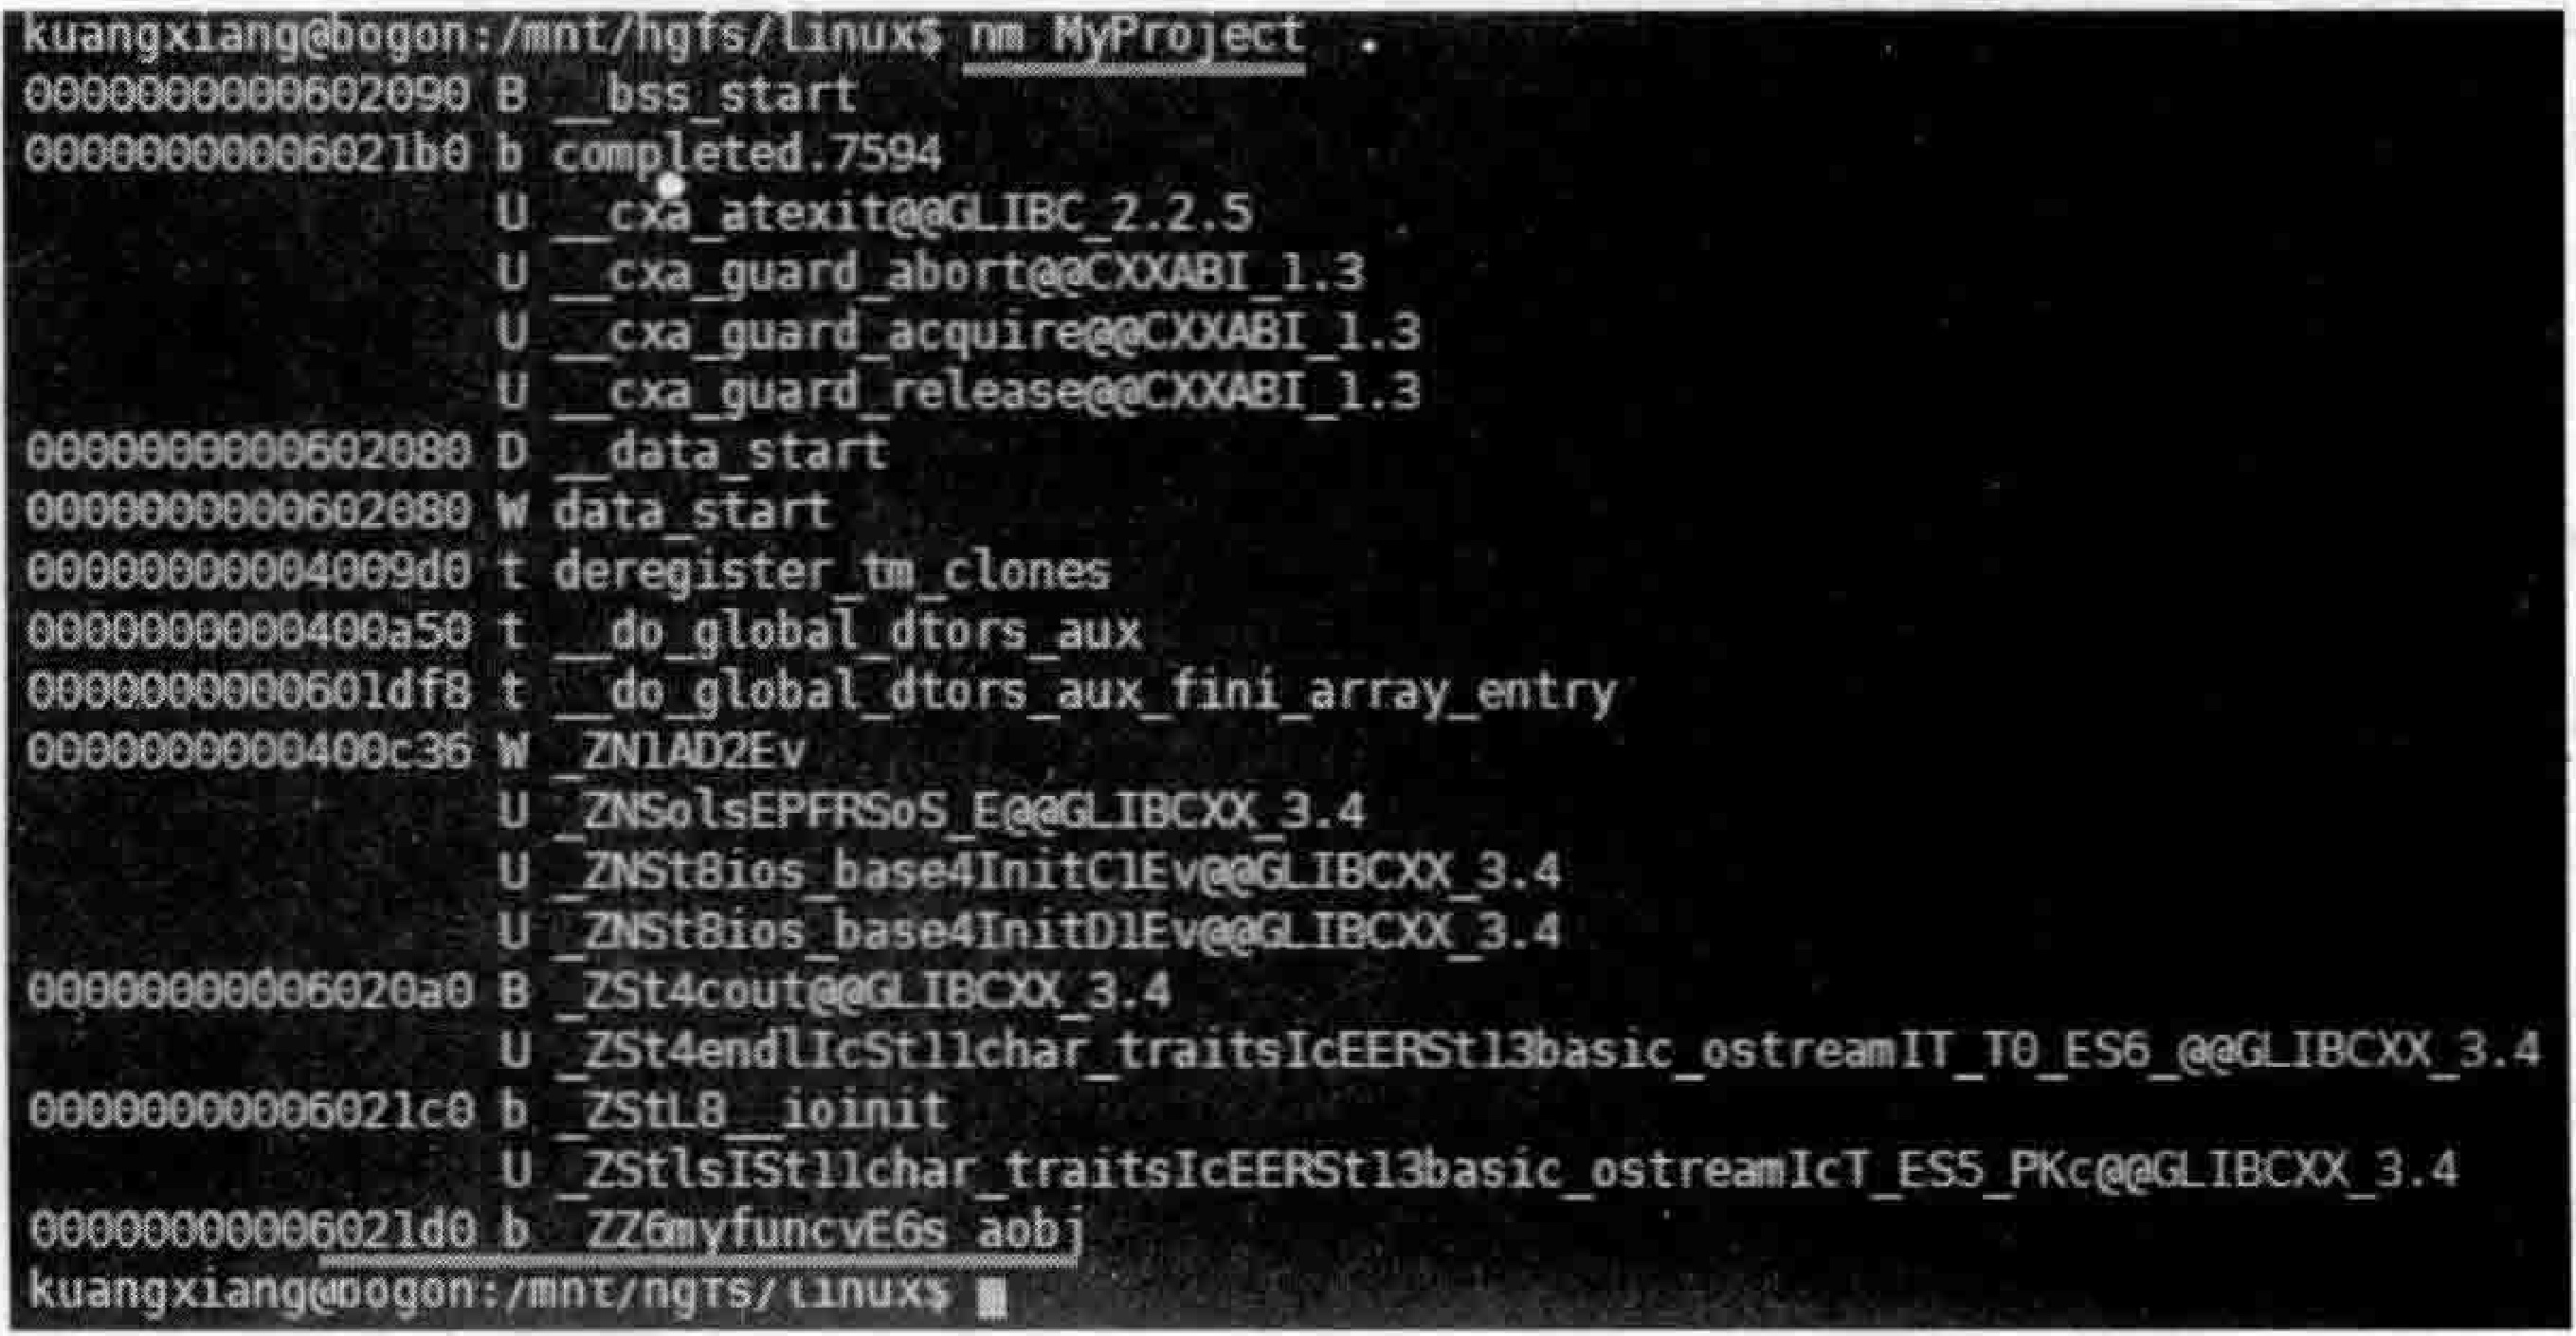 kuangxiang@bogon:/mnt/hgfs/linux$ nm MyProject
0000000000602090 B __bss_start
00000000006021b0 b completed.7594
U __cxa_atexit@@GLIBC_2.2.5
U __cxa_guard_abort@@CXXABI_1.3
U __cxa_guard_acquire@@CXXABI_1.3
U __cxa_guard_release@@CXXABI_1.3
0000000000602080 D __data_start
0000000000602080 W data_start
00000000004009d0 t deregister_tm_clones
0000000000400a50 t __do_global_dtors_aux
0000000000601df8 t __do_global_dtors_aux_fini_array_entry
0000000000400c36 W _ZN1AD2Ev
U _ZNSolsEPFRSoS_E@@GLIBCXX_3.4
U _ZNSt8ios_base4InitC1Ev@@GLIBCXX_3.4
U _ZNSt8ios_base4InitD1Ev@@GLIBCXX_3.4
00000000006020a0 B _ZSt4cout@@GLIBCXX_3.4
U _ZSt4endlIcSt11char_traitsIcEERSt13basic_ostreamIT_T0_ES6_@@GLIBCXX_3.4
00000000006021c0 b _ZStL8__ioinit
U _ZStlsISt11char_traitsIcEERSt13basic_ostreamIcT_ES5_PKc@@GLIBCXX_3.4
00000000006021d0 b _ZZ6myfuncvE6s_aobj
kuangxiang@bogon:/mnt/hgfs/linux$